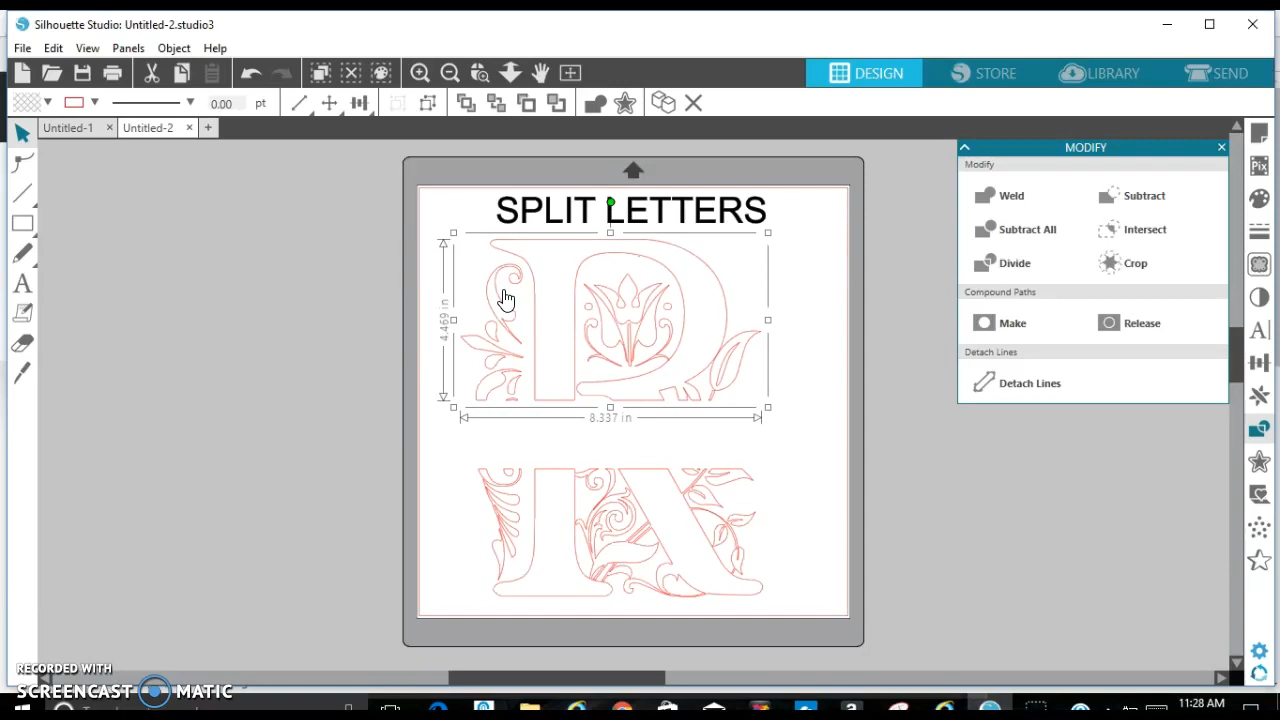 Silhouette Studio: Untitled-2.studio3
File Edit View Panels Object Help
DESIGN STORE LIBRARY SEND
0.00 pt
Untitled-1 × Untitled-2 × +
MODIFY
Modify
Weld Subtract
Subtract All Intersect
Divide Crop
Compound Paths
Make Release
Detach Lines
Detach Lines
Pix
SPLIT LETTERS
4.469 in
8.337 in
RECORDED WITH
SCREENCAST MATIC
11:28 AM